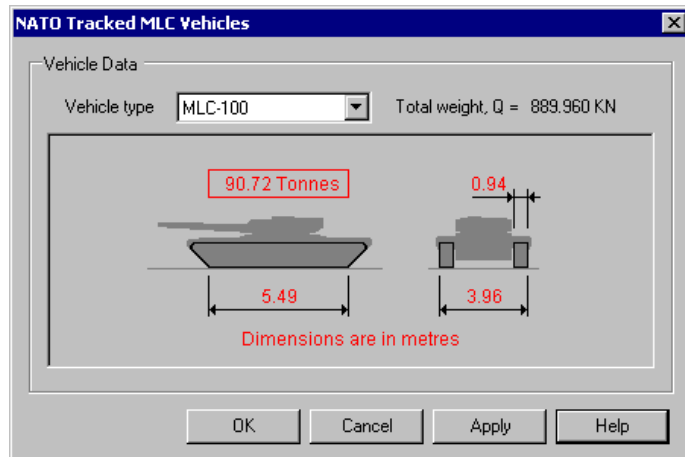 NATO Tracked MLC Vehicles
Vehicle Data
Vehicle type MLC-100 Total weight, Q = 889.960 KN
90.72 Tonnes 0.94
5.49 3.96
Dimensions are in metres
OK Cancel Apply Help